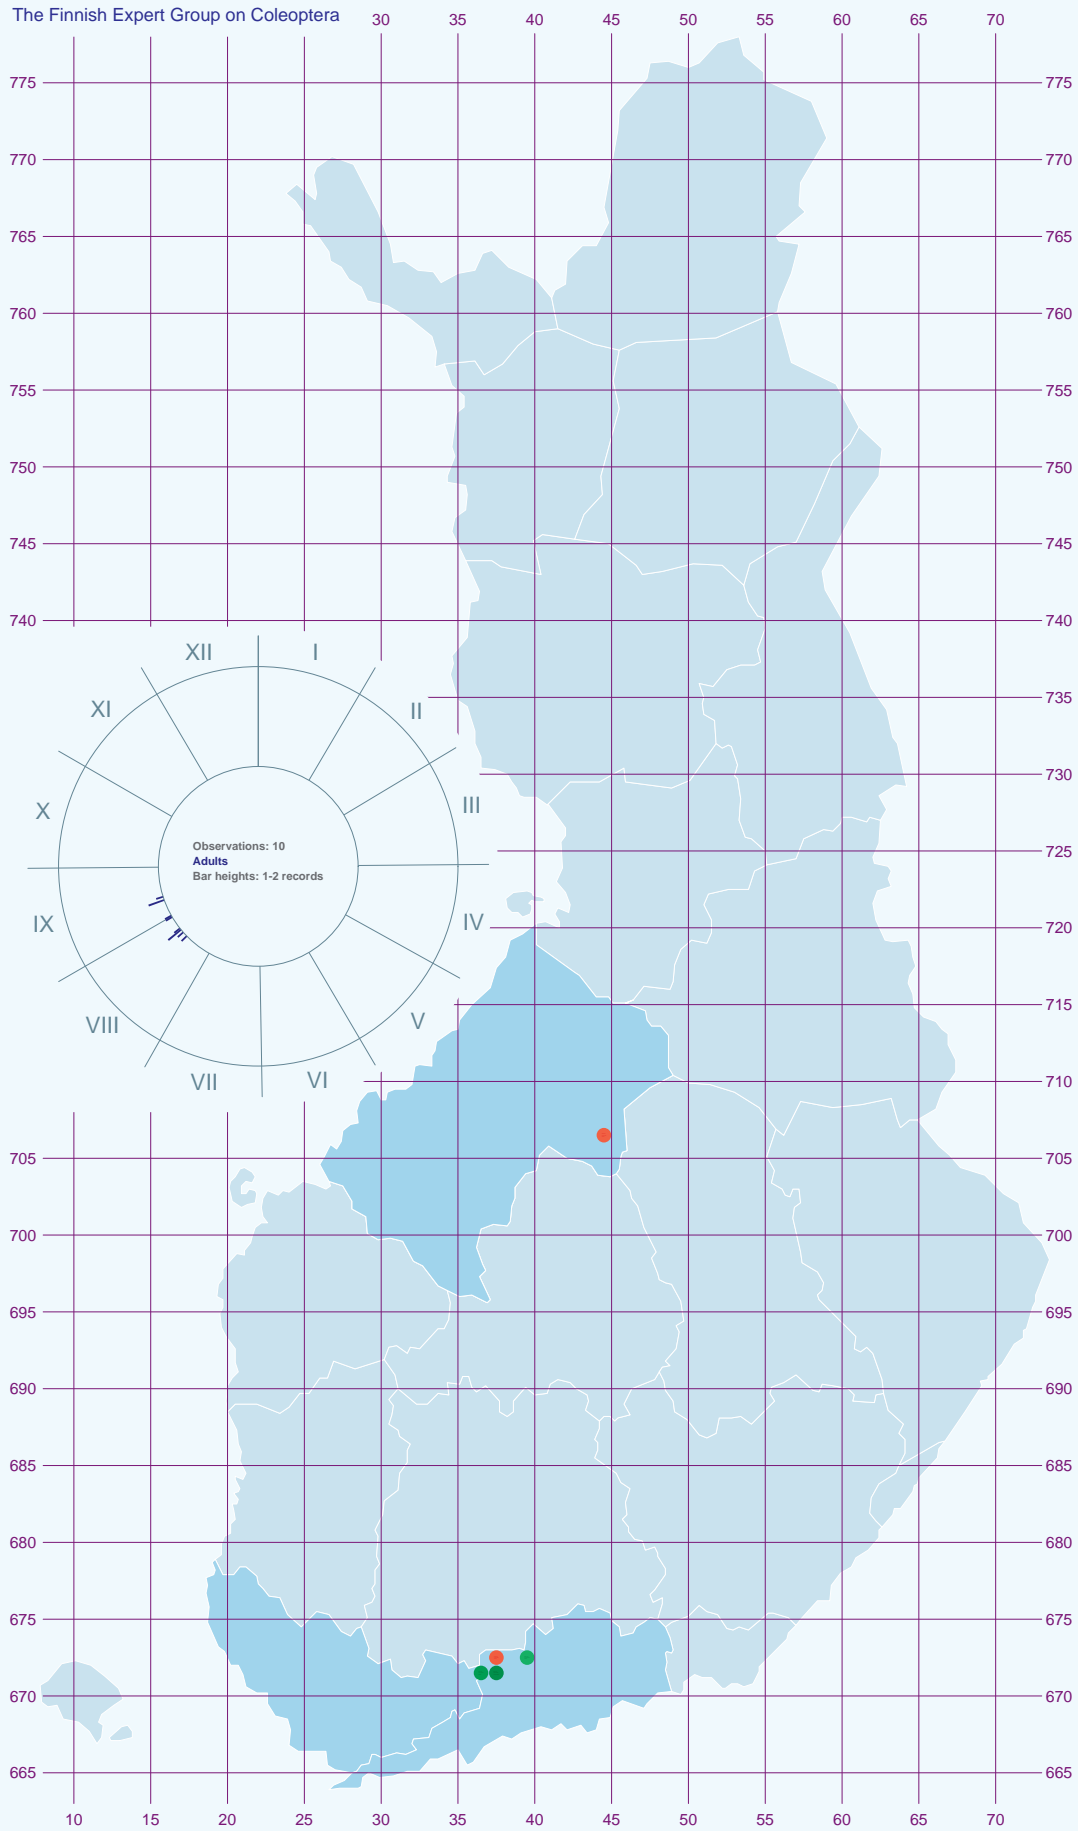 The Finnish Expert Group on Coleoptera 30 35 40 45 50 55 60 65 70
775 775
770 770
765 765
760 760
755 755
750 750
745 745
740 740
XII I
XI II
735
730
X III
Observations: 10
Adults
Bar heights: 1-2 records
725
IX IV
720
715
VIII V
VII VI
710
705 705
700 700
695 695
690 690
685 685
680 680
675 675
670 670
665 665
10 15 20 25 30 35 40 45 50 55 60 65 70